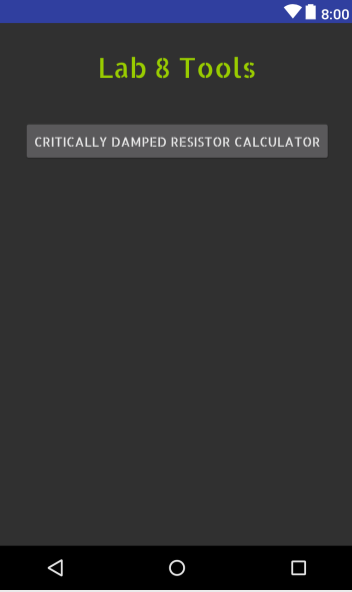 8:00
Lab 8 Tools
CRITICALLY DAMPED RESISTOR CALCULATOR